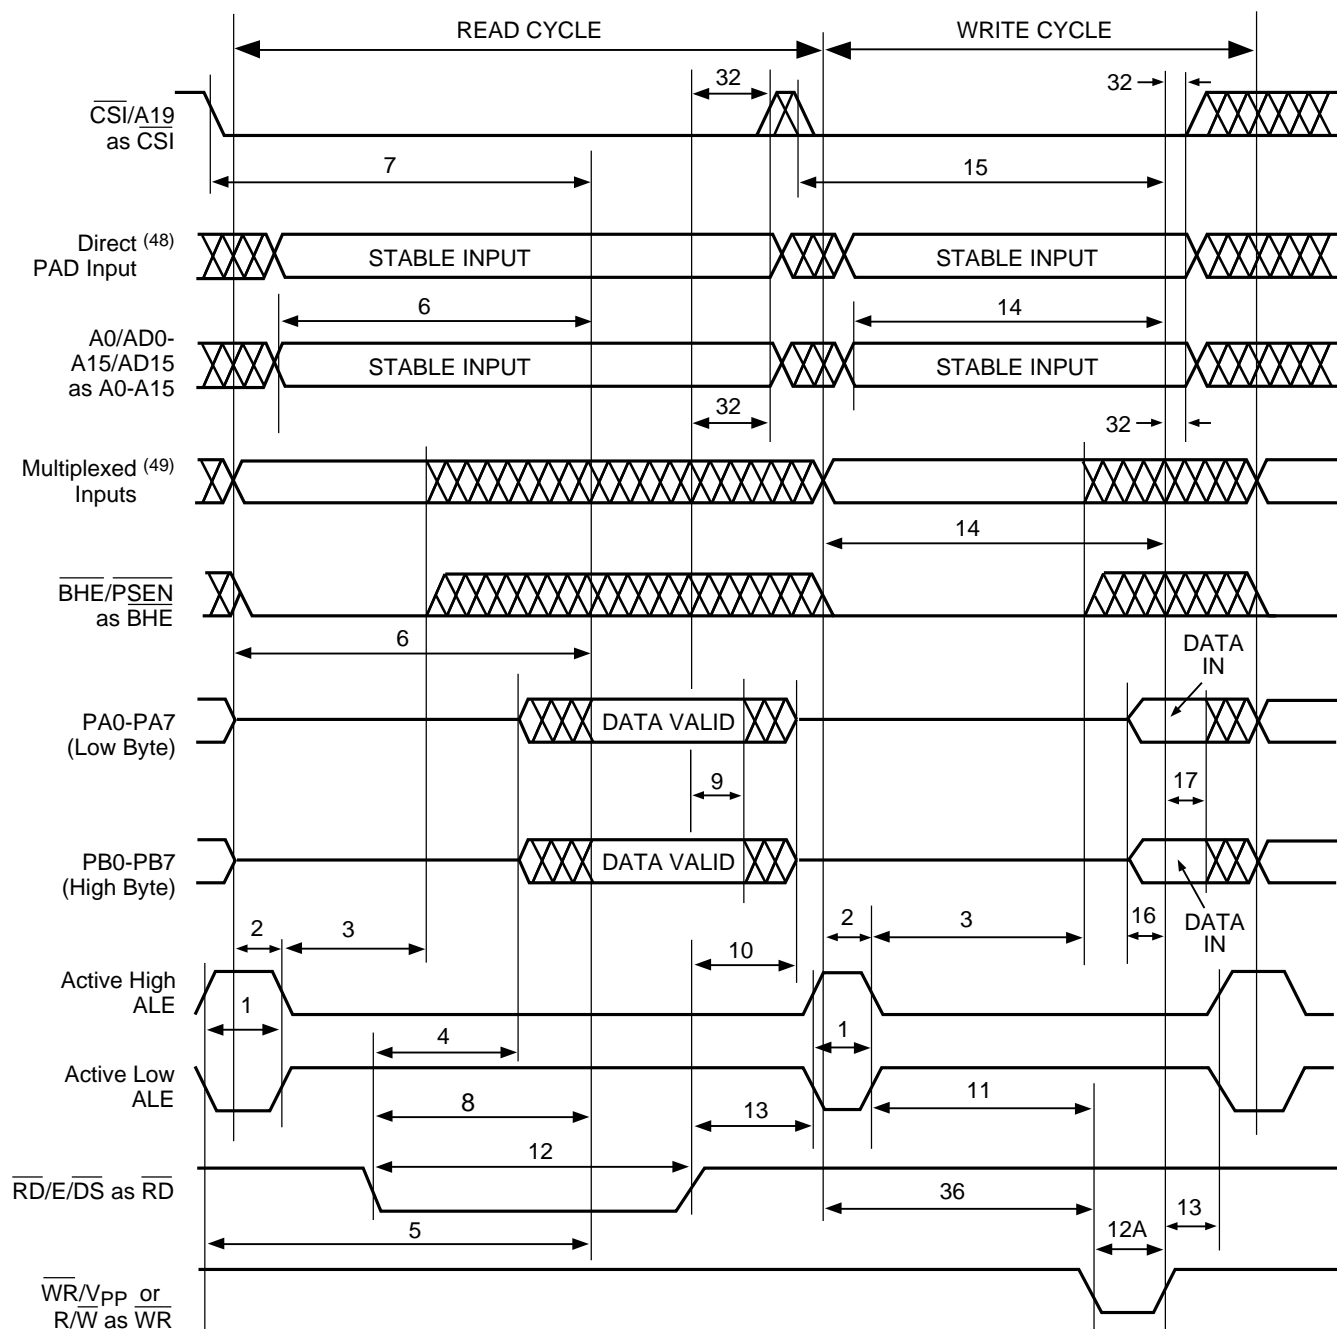 READ CYCLE
WRITE CYCLE
32
32
CSI/A19
as CSI
7
15
Direct (48)
PAD Input
STABLE INPUT
STABLE INPUT
6
14
A0/AD0-
A15/AD15
as A0-A15
STABLE INPUT
STABLE INPUT
32
32
Multiplexed (49)
Inputs
14
BHE/PSEN
as BHE
6
DATA
IN
PA0-PA7
(Low Byte)
DATA VALID
9
17
PB0-PB7
(High Byte)
DATA VALID
DATA
IN
2
3
10
2
3
16
Active High
ALE
1
4
1
Active Low
ALE
8
13
11
12
RD/E/DS as RD
36
13
5
12A
WR/VPP or
R/W as WR